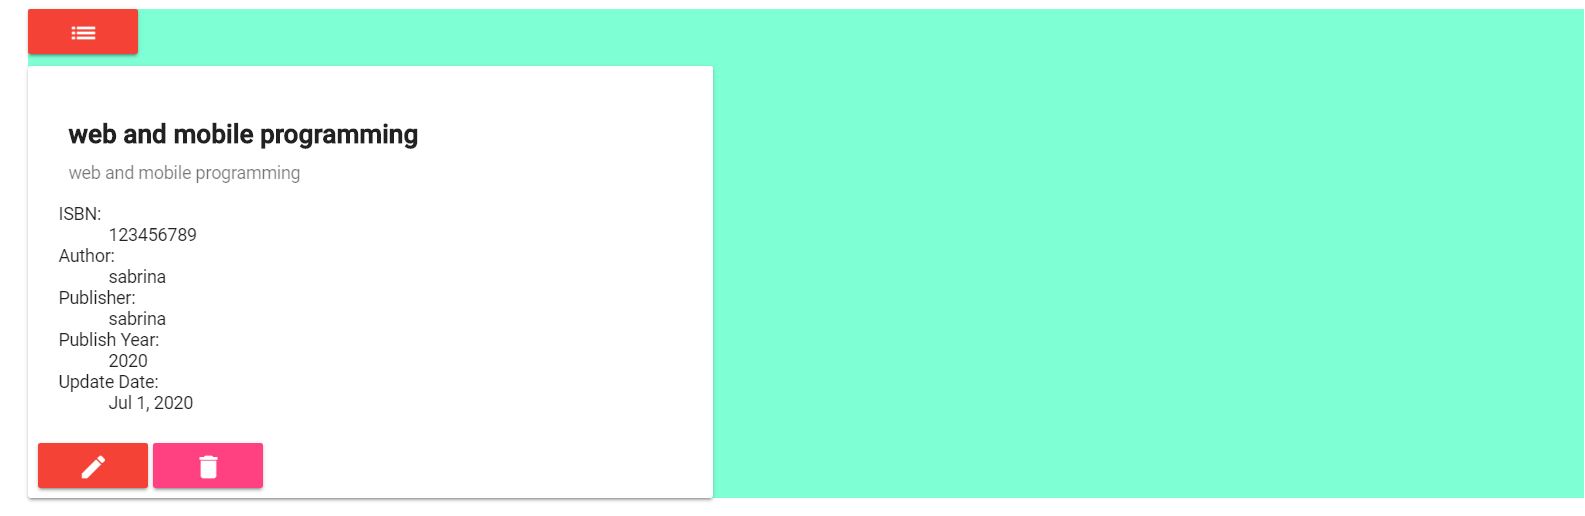 web and mobile programming
web and mobile programming
ISBN:
123456789
Author:
sabrina
Publisher:
sabrina
Publish Year:
2020
Update Date:
Jul 1, 2020